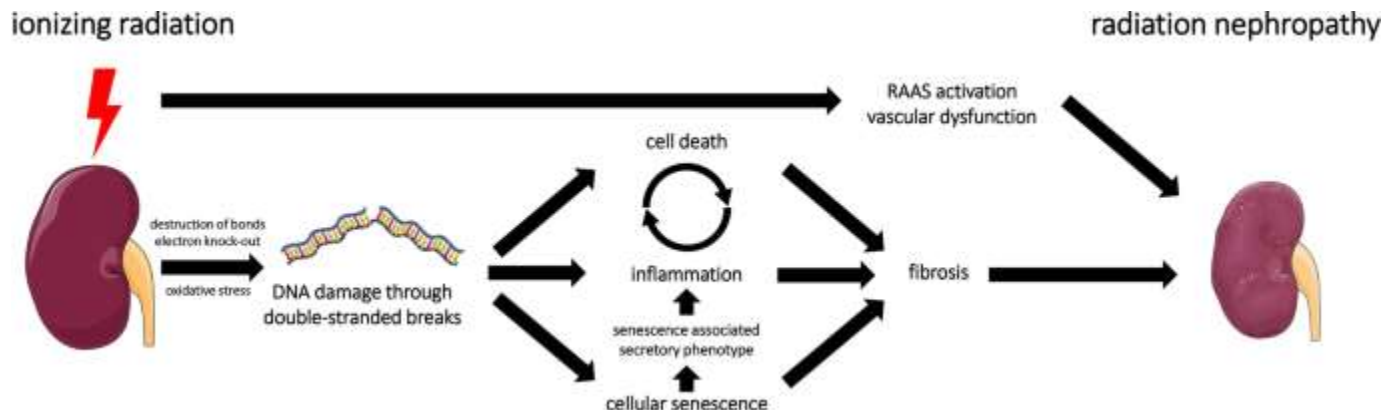 ionizing radiation
radiation nephropathy
RAAS activation
vascular dysfunction
cell death
destruction of bonds
electron knock-out
oxidative stress
DNA damage through
double-stranded breaks
inflammation
fibrosis
senescence associated
secretory phenotype
cellular senescence